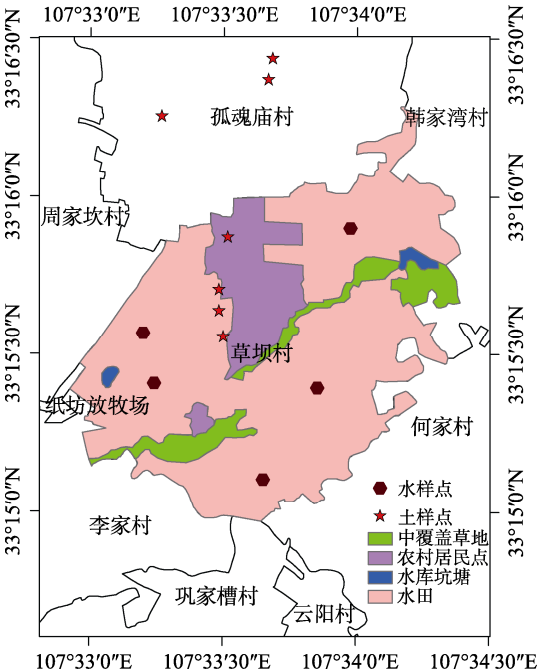 107°33′0″E 107°33′30″E 107°34′0″E
33°16′30″N 33°16′30″N
孤魂庙村 韩家湾村
33°16′0″N 33°16′0″N
周家坎村
33°15′30″N 33°15′30″N
草坝村
纸坊放牧场
何家村
33°15′0″N 33°15′0″N
水样点
李家村
土样点
中覆盖草地
农村居民点
水库坑塘
水田
巩家槽村
云阳村
107°33′0″E 107°33′30″E 107°34′0″E 107°34′30″E